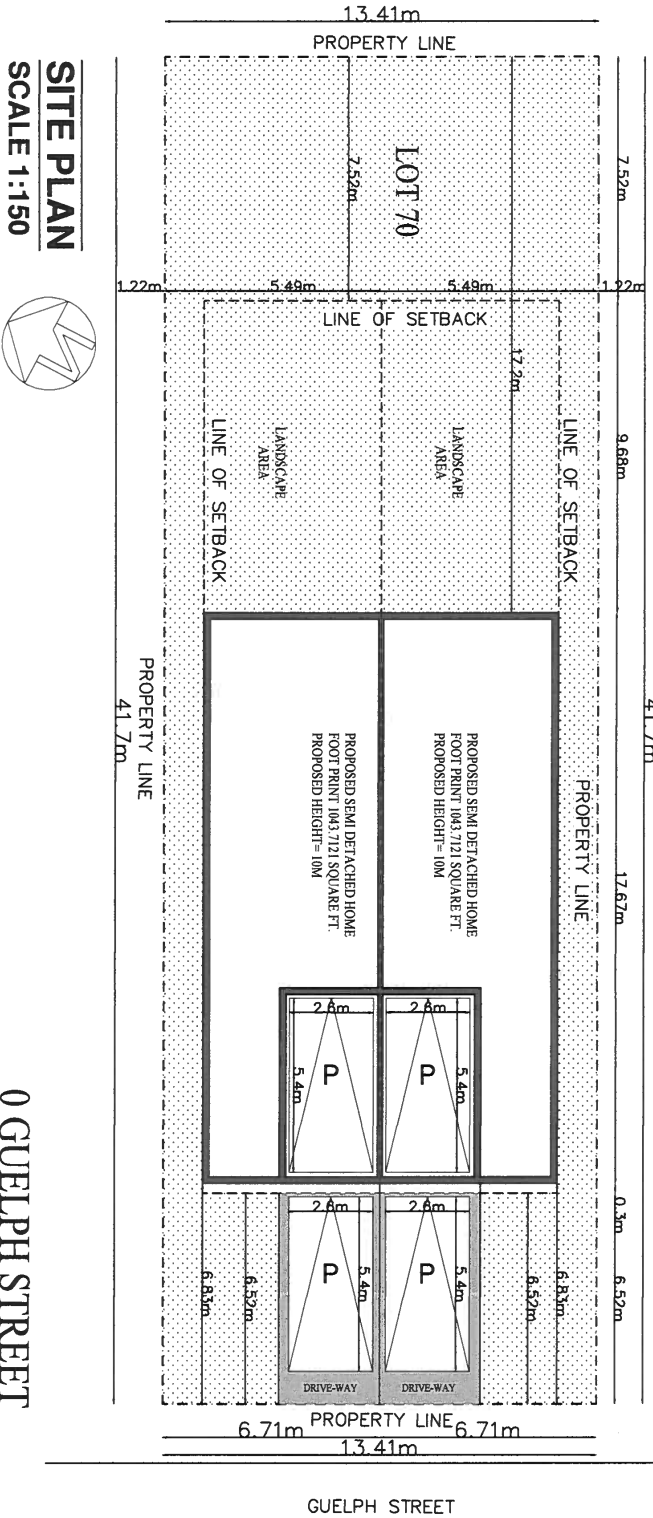 13.41m
PROPERTY LINE
SITE PLAN
SCALE 1:150
LOT 70
7.52m
7.52m
1.22m
5.49m
5.49m
1.22m
LINE OF SETBACK
17.2m
LINE OF SETBACK
LANDSCAPE
AREA
LANDSCAPE
AREA
LINE OF SETBACK
9.68m
PROPERTY LINE
41.7m
41.7m
PROPERTY LINE
PROPOSED SEMI DETACHED HOME
FOOT PRINT 1043.7121 SQUARE FT.
PROPOSED HEIGHT= 10M
PROPOSED SEMI DETACHED HOME
FOOT PRINT 1043.7121 SQUARE FT.
PROPOSED HEIGHT= 10M
17.67m
2.6m
2.6m
5.4m
5.4m
P
P
0.3m
2.6m
2.6m
5.4m
5.4m
P
P
6.83m
6.52m
6.52m
6.83m
6.52m
DRIVE-WAY
DRIVE-WAY
PROPERTY LINE
6.71m
6.71m
13.41m
0 GUELPH STREET
GUELPH STREET